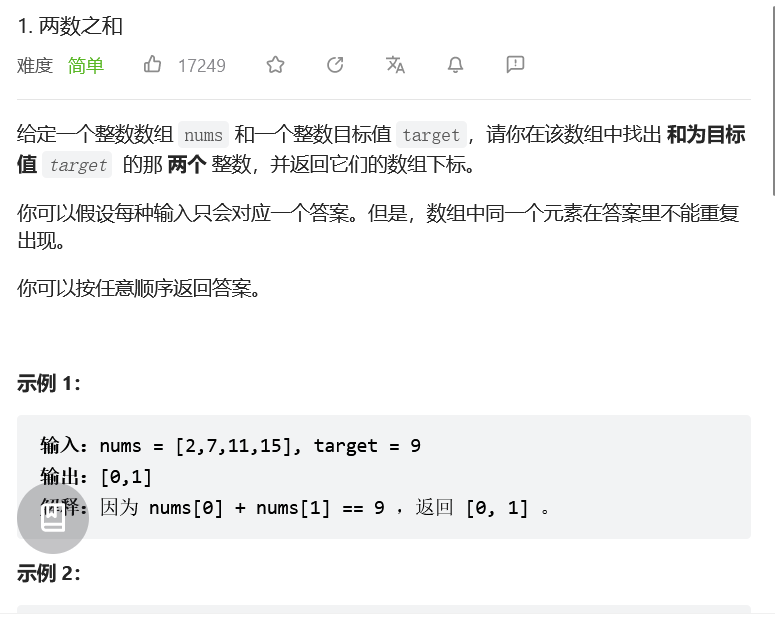 1. 两数之和
难度 简单 17249
给定一个整数数组 nums 和一个整数目标值 target，请你在该数组中找出 和为目标
值 target 的那 两个 整数，并返回它们的数组下标。
你可以假设每种输入只会对应一个答案。但是，数组中同一个元素在答案里不能重复
出现。
你可以按任意顺序返回答案。
示例 1：
输入：nums = [2,7,11,15], target = 9
输出：[0,1]
解释：因为 nums[0] + nums[1] == 9 ，返回 [0, 1] 。
示例 2：